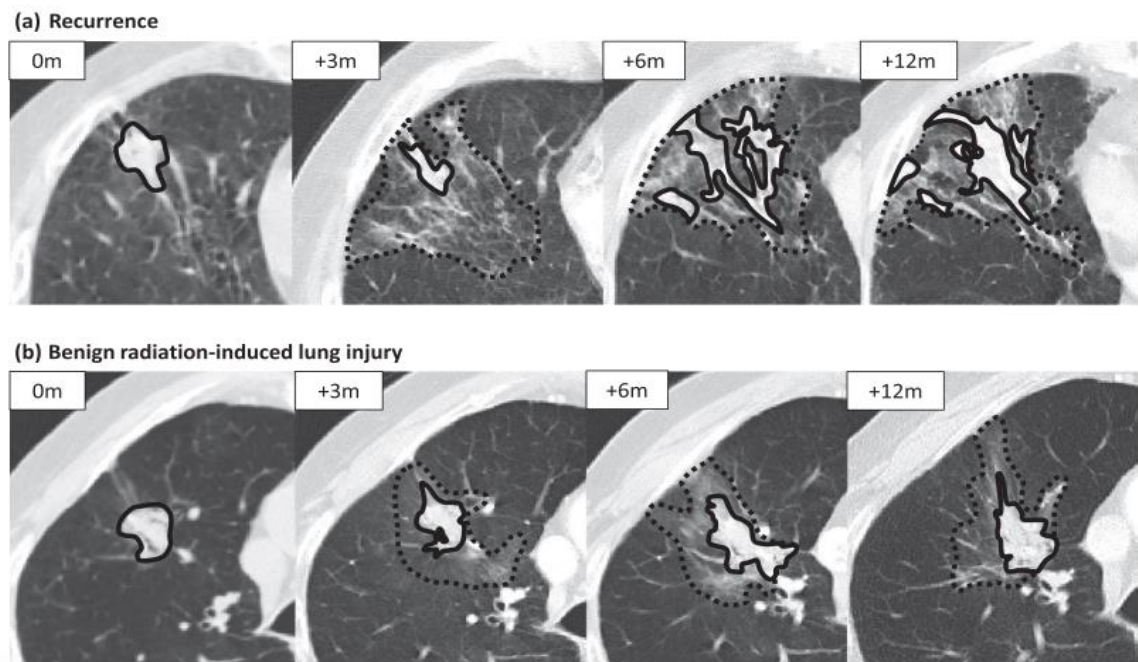 (a) Recurrence
0m +3m +6m +12m
(b) Benign radiation-induced lung injury
0m +3m +6m +12m